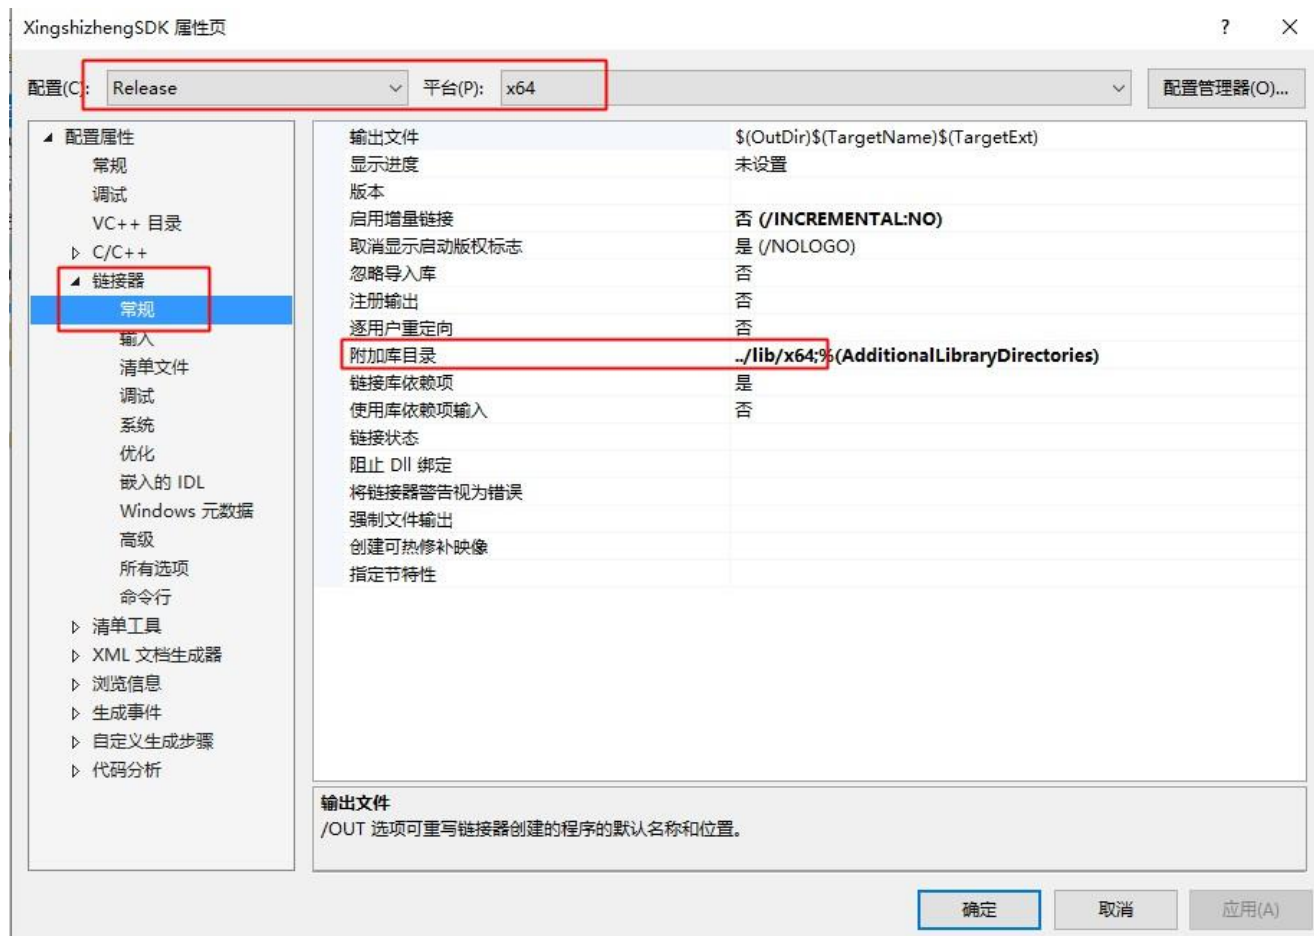 XingshizhengSDK 属性页
?
配置(C): Release 平台(P): x64 配置管理器(O)...
配置属性
常规
调试
VC++ 目录
C/C++
链接器
常规
输入
清单文件
调试
系统
优化
嵌入的 IDL
Windows 元数据
高级
所有选项
命令行
清单工具
XML 文档生成器
浏览信息
生成事件
自定义生成步骤
代码分析
输出文件 $(OutDir)$(TargetName)$(TargetExt)
显示进度 未设置
版本
启用增量链接 否 (/INCREMENTAL:NO)
取消显示启动版权标志 是 (/NOLOGO)
忽略导入库 否
注册输出 否
逐用户重定向 否
附加库目录 ../lib/x64;%(AdditionalLibraryDirectories)
链接库依赖项 是
使用库依赖项输入 否
链接状态
阻止 Dll 绑定
将链接器警告视为错误
强制文件输出
创建可热修补映像
指定节特性
输出文件
/OUT 选项可重写链接器创建的程序的默认名称和位置。
确定 取消 应用(A)